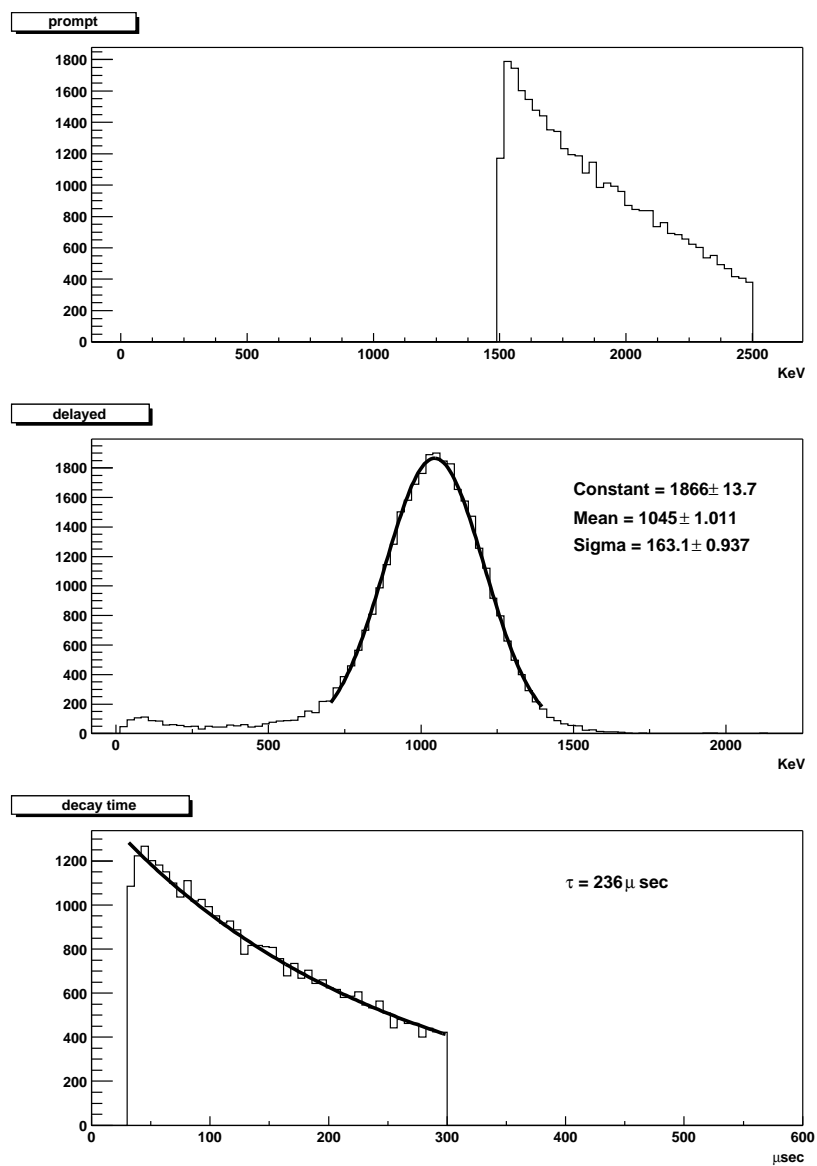 prompt
1800
1600
1400
1200
1000
800
600
400
200
0
0 500 1000 1500 2000 2500
KeV
delayed
1800
1600
1400
1200
1000
800
600
400
200
0
Constant = 1866± 13.7
Mean = 1045± 1.011
Sigma = 163.1± 0.937
0 500 1000 1500 2000
KeV
decay time
1200
1000
800
600
400
200
0
τ = 236μ sec
0 100 200 300 400 500 600
μsec